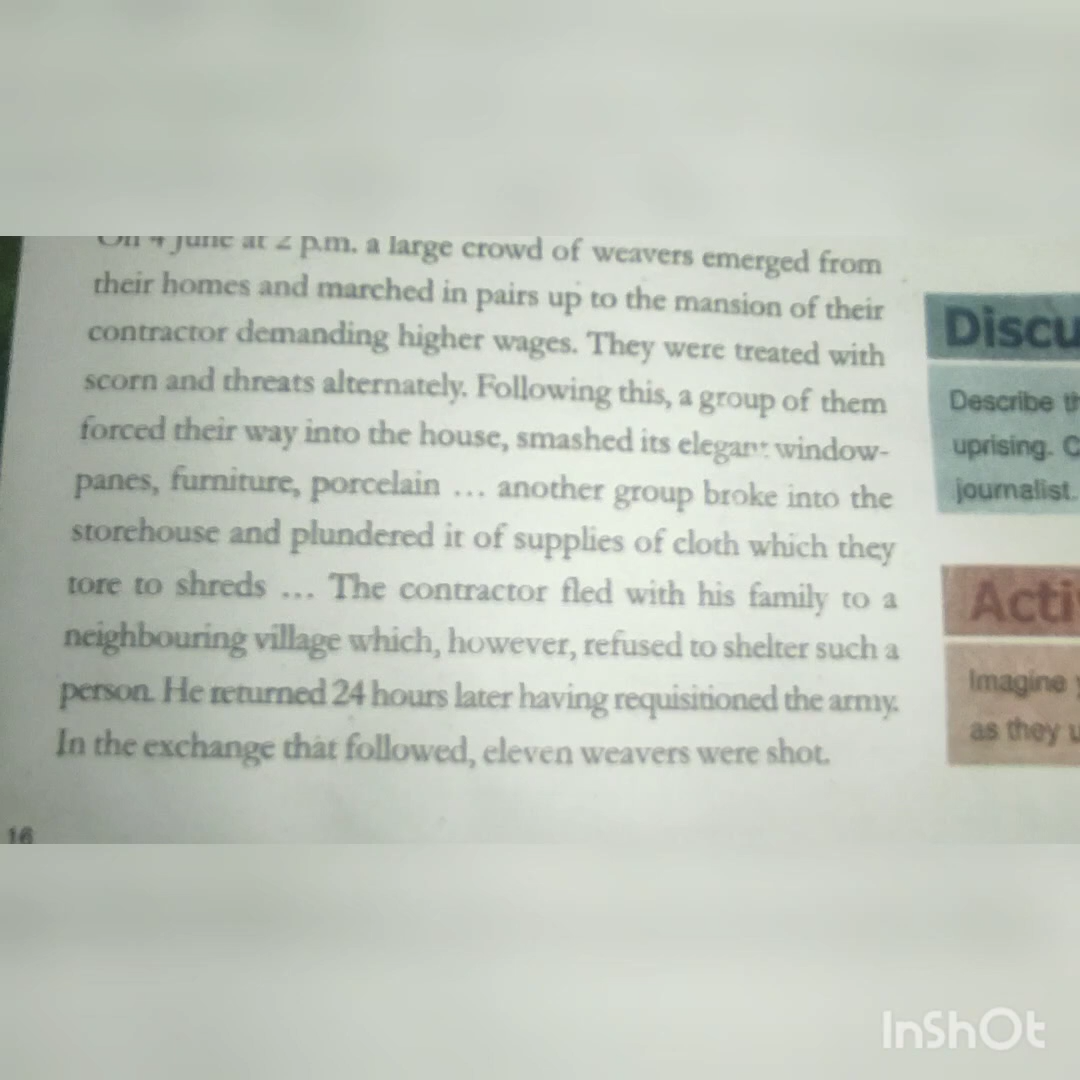 On 4 June at 2 p.m. a large crowd of weavers emerged from
their homes and marched in pairs up to the mansion of their
contractor demanding higher wages. They were treated with
scorn and threats alternately. Following this, a group of them
forced their way into the house, smashed its elegant window-
panes, furniture, porcelain ... another group broke into the
storehouse and plundered it of supplies of cloth which they
tore to shreds ... The contractor fled with his family to a
neighbouring village which, however, refused to shelter such a
person. He returned 24 hours later having requisitioned the army.
In the exchange that followed, eleven weavers were shot.
16
Discu
Describe th
uprising. C
journalist.
Acti
Imagine y
as they u
InShOt